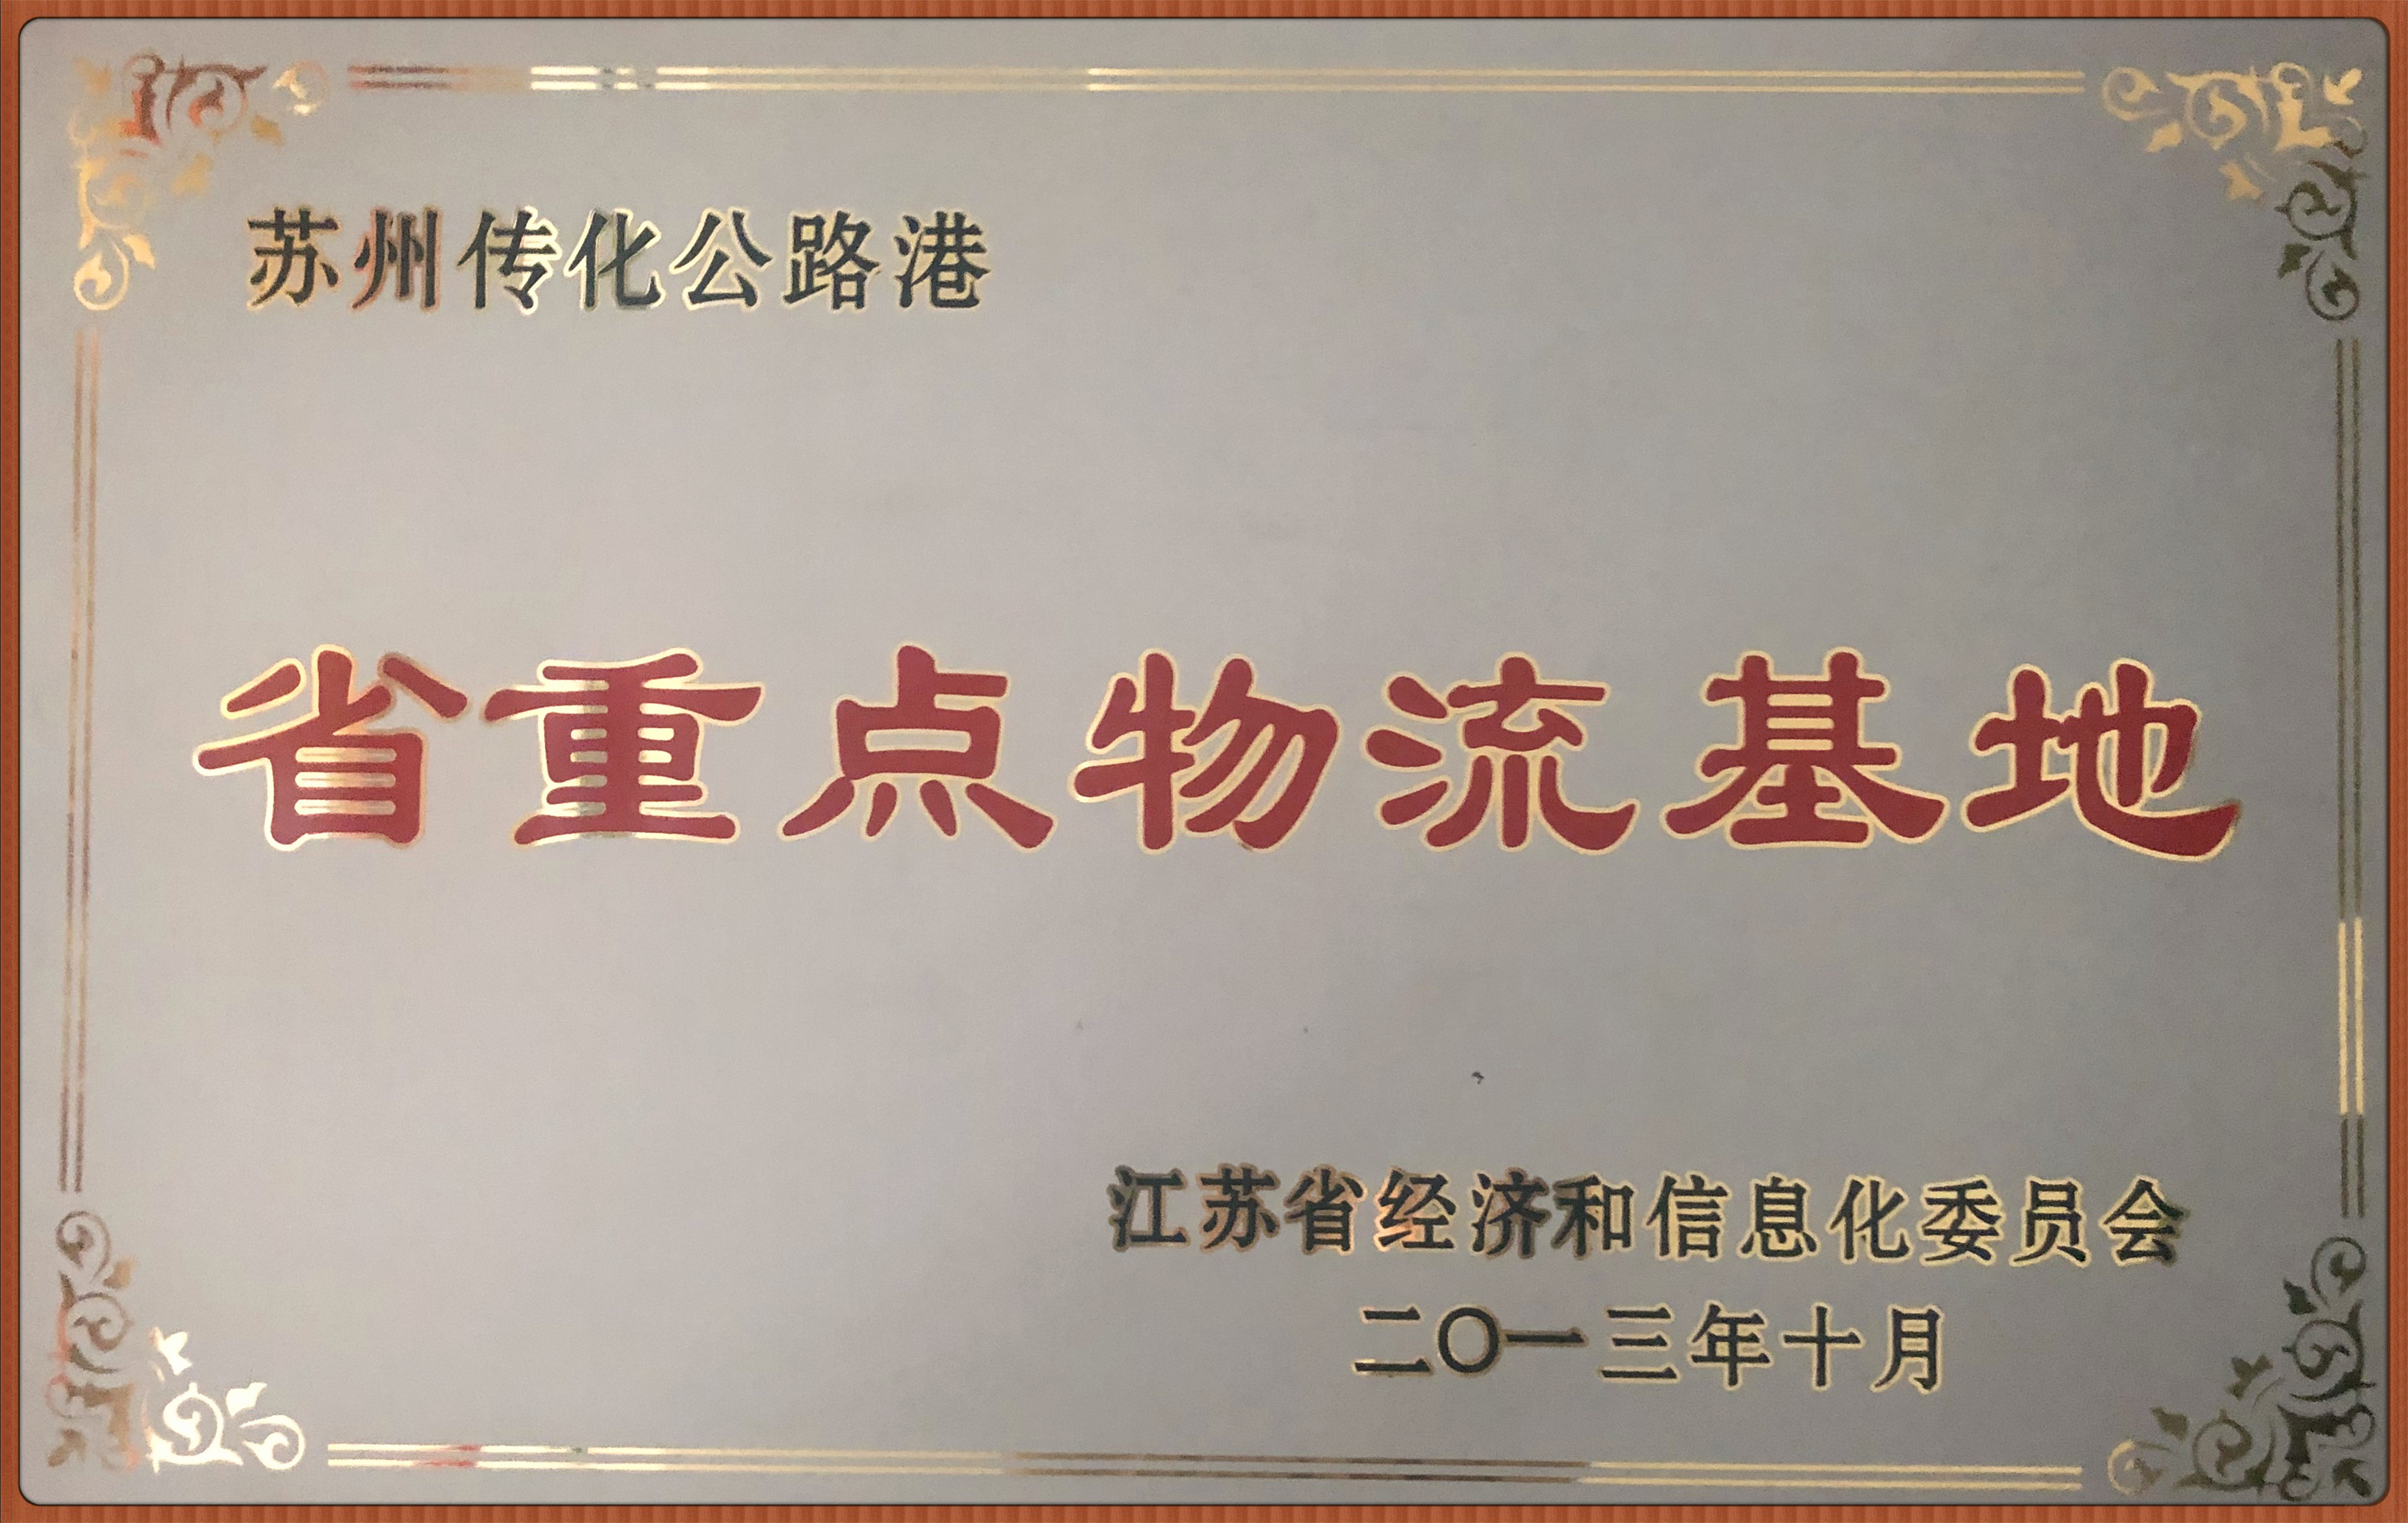 苏州传化公路港
省重点物流基地
江苏省经济和信息化委员会
二〇一三年十月